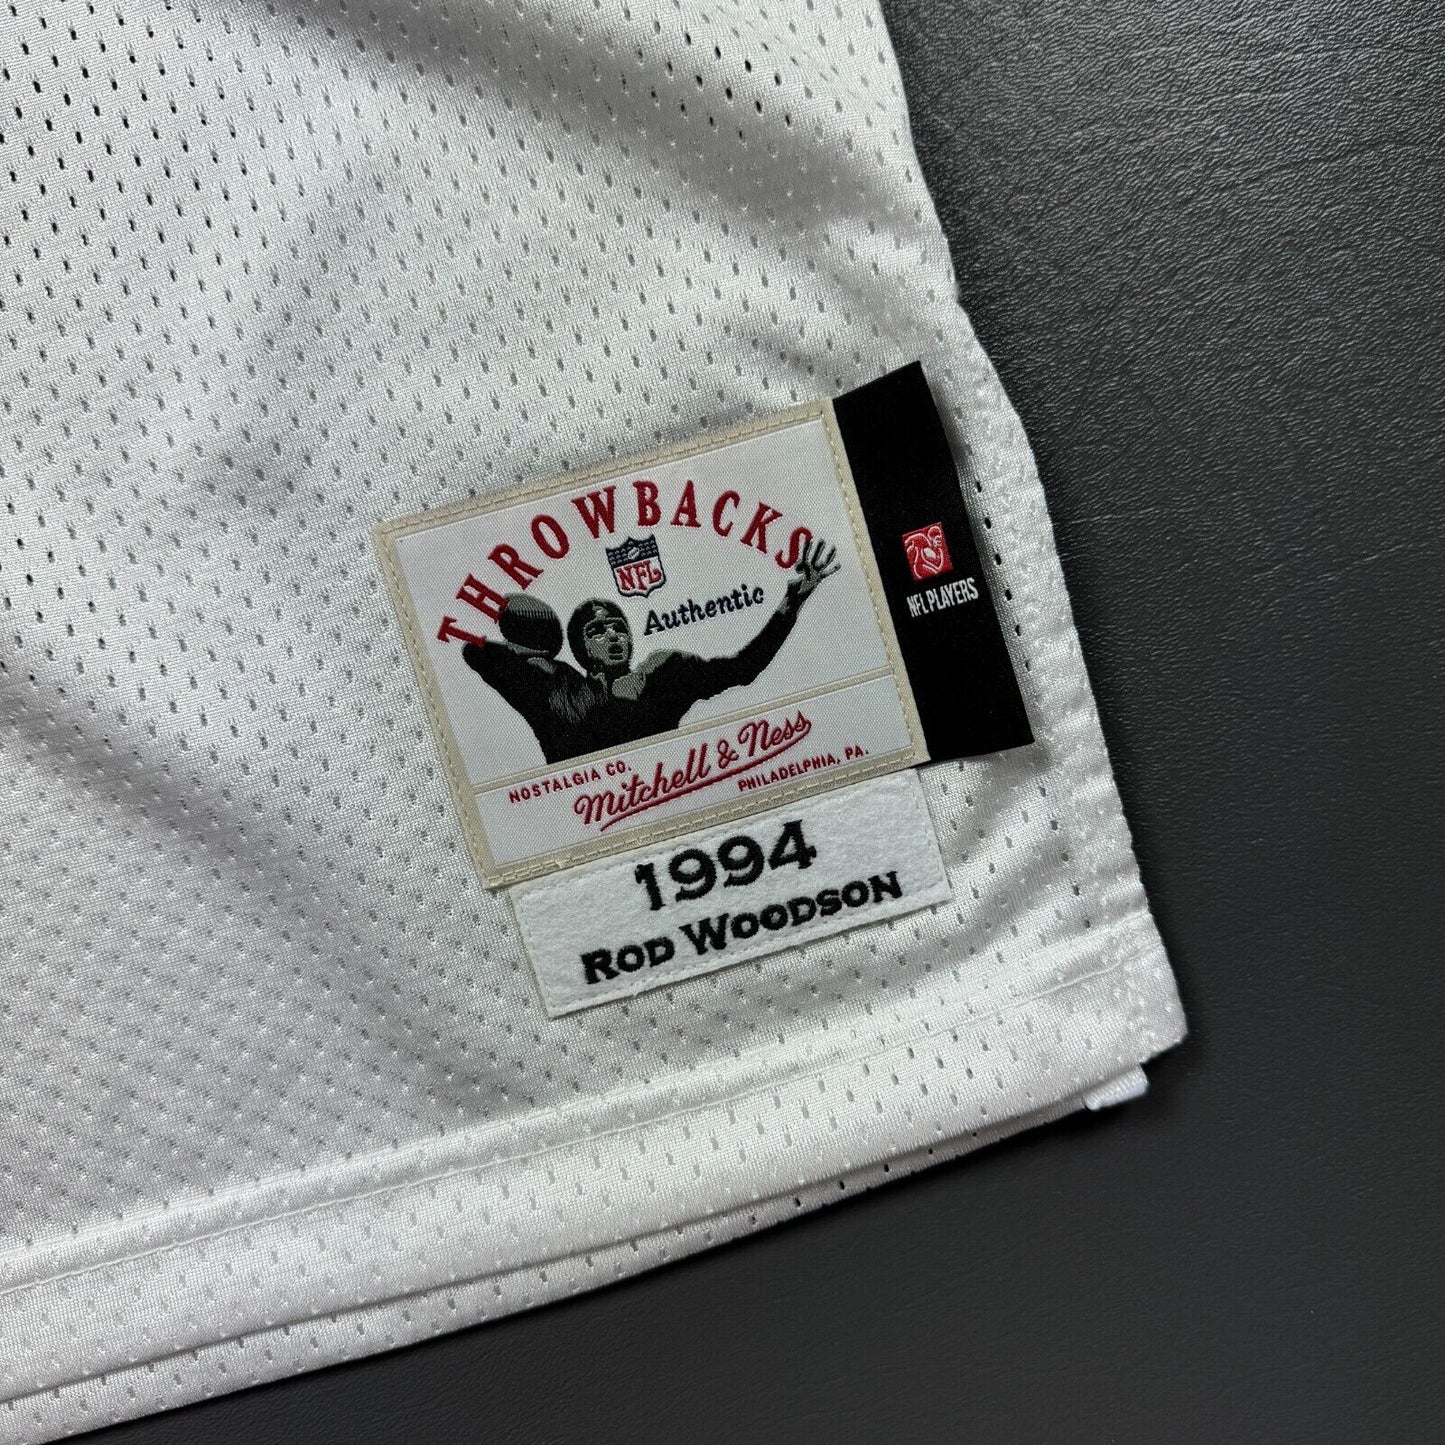 THROWBACKS
NFL
Authentic
NFL PLAYERS
NOSTALGIA CO. Mitchell & Ness PHILADELPHIA, PA.
1994
ROD WOODSON